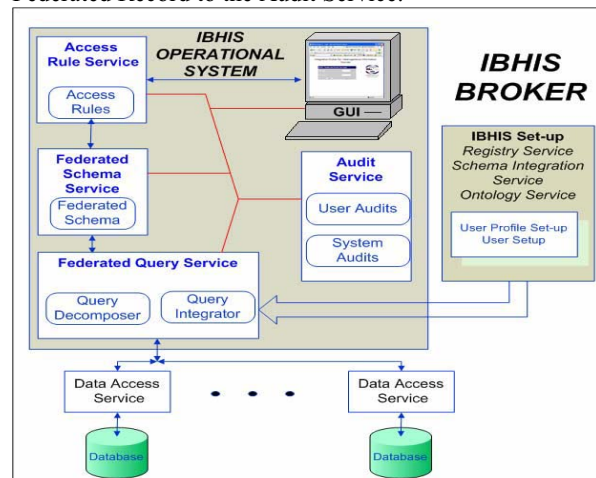 Federated Record to the Audit Service.
Access
Rule Service
Access
Rules
IBHIS
OPERATIONAL
SYSTEM
GUI
IBHIS
BROKER
Federated
Schema
Service
Federated
Schema
Audit
Service
User Audits
System
Audits
IBHIS Set-up
Registry Service
Schema Integration
Service
Ontology Service
User Profile Set-up
User Setup
Federated Query Service
Query
Decomposer
Query
Integrator
Data Access
Service
Data Access
Service
Database
Database